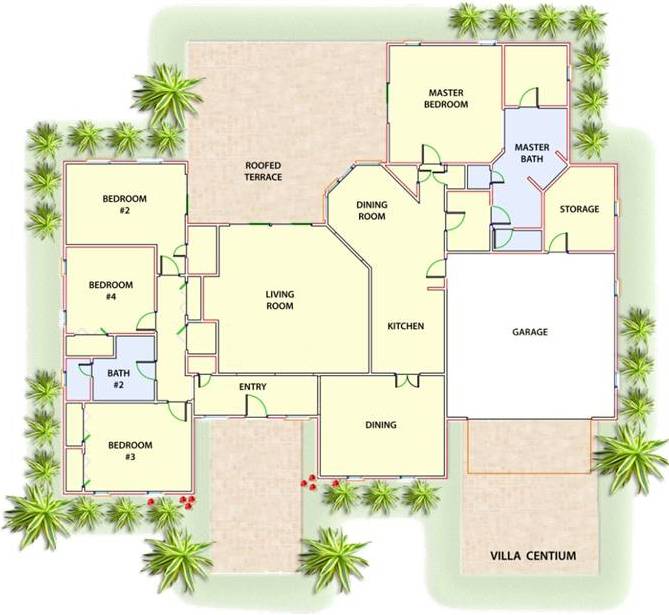 MASTER
BEDROOM
MASTER
BATH
ROOFED
TERRACE
BEDROOM
#2
DINING
ROOM
STORAGE
BEDROOM
#4
LIVING
ROOM
KITCHEN
GARAGE
BATH
#2
ENTRY
DINING
BEDROOM
#3
VILLA CENTIUM